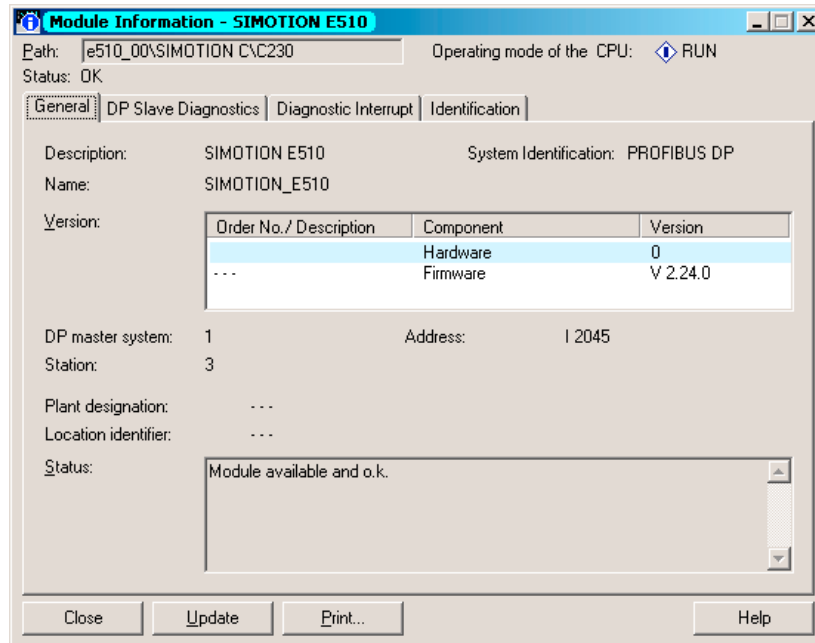 Module Information - SIMOTION E510
Path: e510_00\SIMOTION C\C230 Operating mode of the CPU: RUN
Status: OK
General DP Slave Diagnostics Diagnostic Interrupt Identification
Description: SIMOTION E510 System Identification: PROFIBUS DP
Name: SIMOTION_E510
Version: Order No./ Description Component Version
Hardware 0
- - - Firmware V 2.24.0
DP master system: 1 Address: I 2045
Station: 3
Plant designation: - - -
Location identifier: - - -
Status: Module available and o.k.
Close Update Print... Help